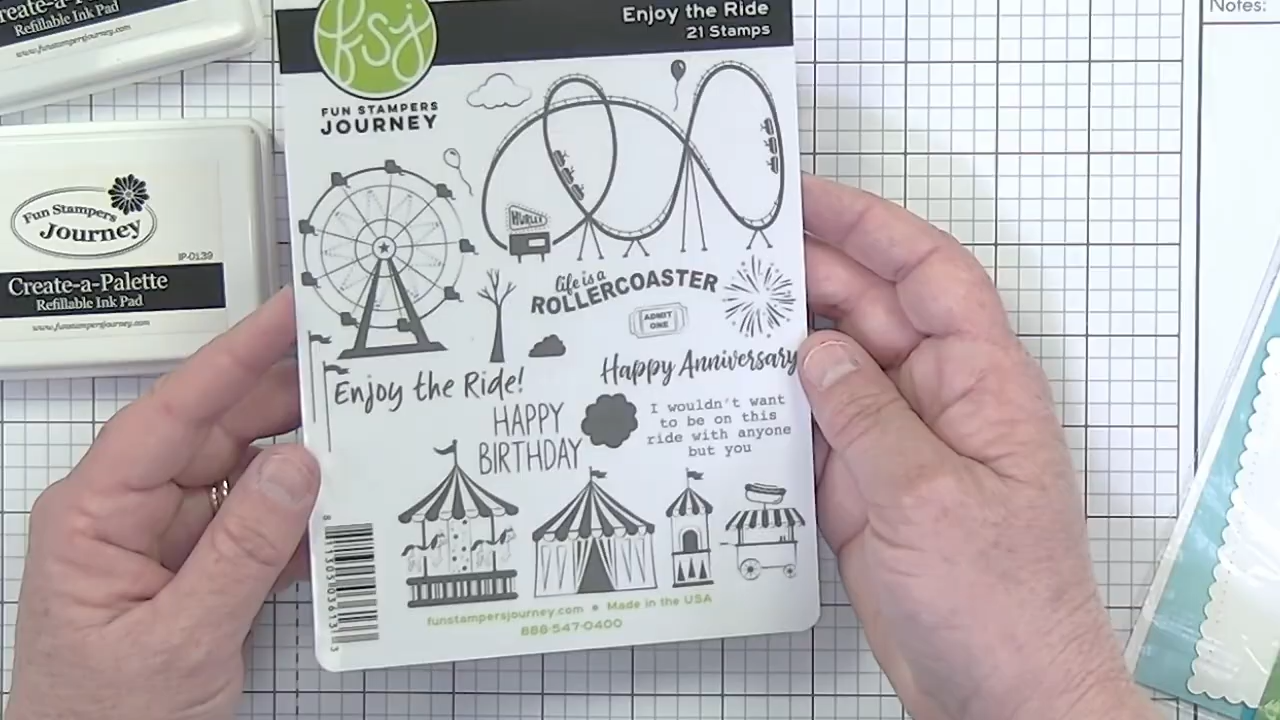 Create-a-Palette
Refillable Ink Pad
www.funstampersjourney.com
Fun Stampers
Journey
IP-0139
Create-a-Palette
Refillable Ink Pad
www.funstampersjourney.com
fsj
FUN STAMPERS
JOURNEY
Enjoy the Ride
21 Stamps
HURLER
life is a
ROLLERCOASTER
ADMIT
ONE
Happy Anniversary
Enjoy the Ride!
HAPPY
BIRTHDAY
I wouldn't want
to be on this
ride with anyone
but you
funstampersjourney.com • Made in the USA
888-547-0400
Notes: